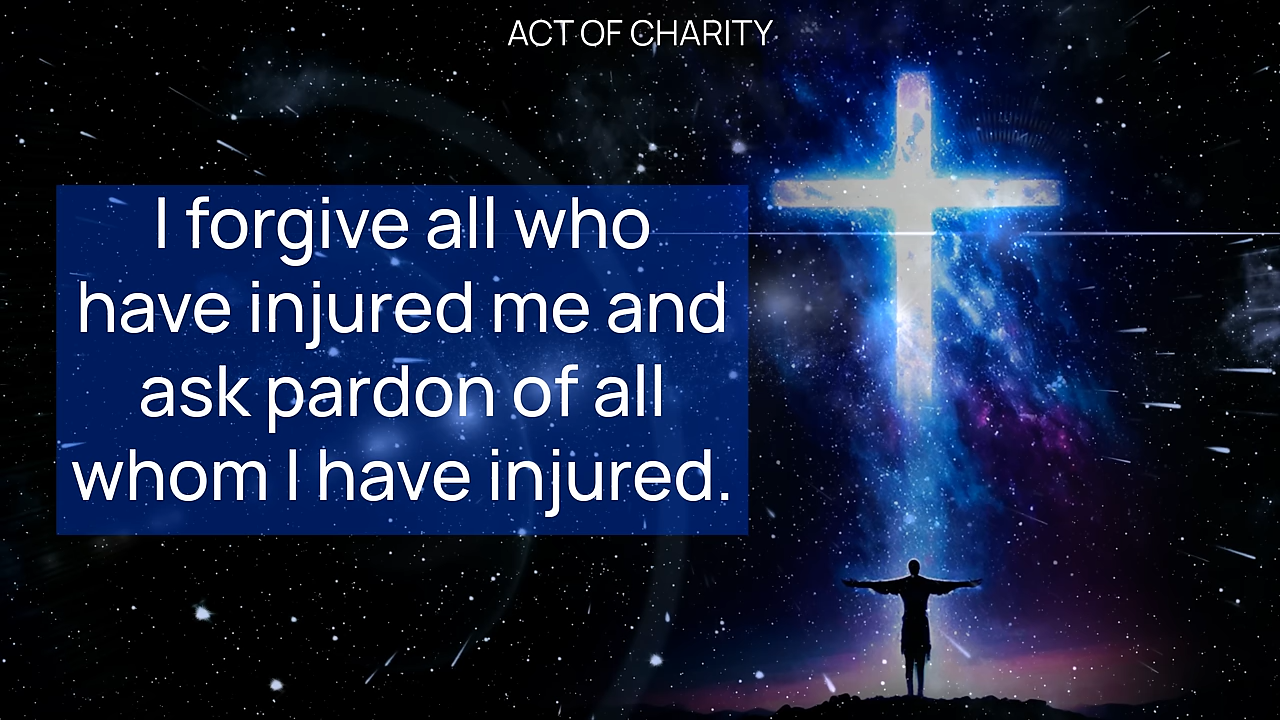 ACT OF CHARITY
I forgive all who
have injured me and
ask pardon of all
whom I have injured.